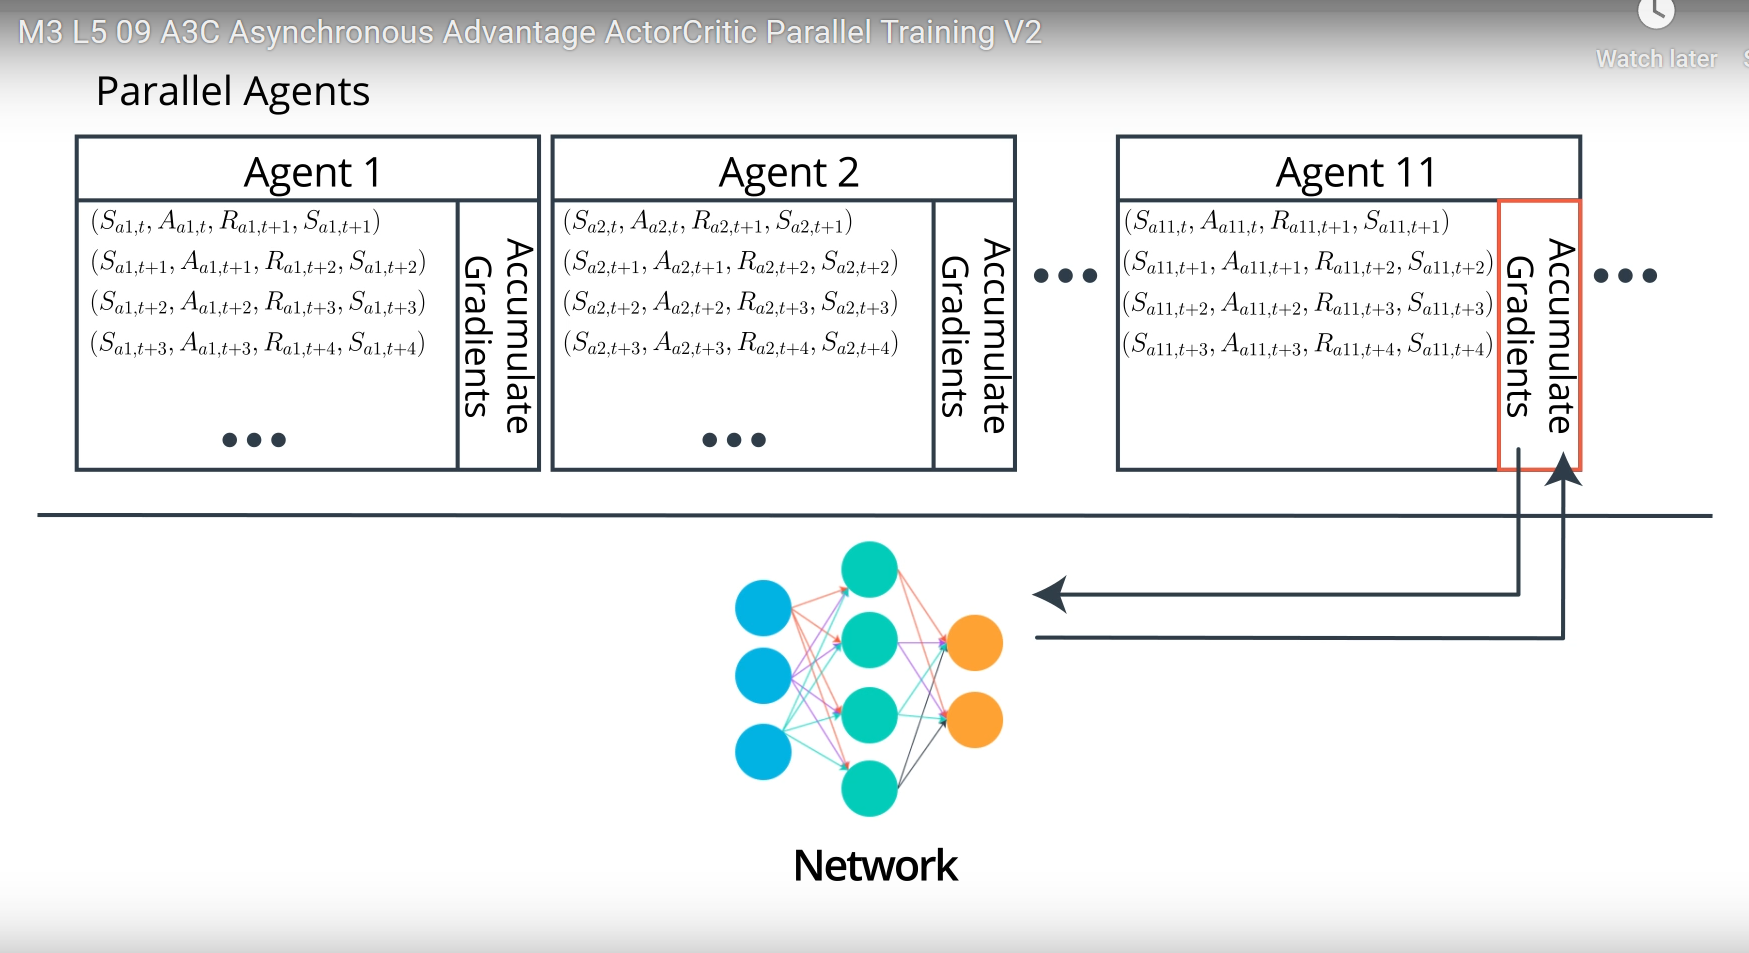 M3 L5 09 A3C Asynchronous Advantage ActorCritic Parallel Training V2
Watch later
Parallel Agents
Agent 1
(S_{a1,t}, A_{a1,t}, R_{a1,t+1}, S_{a1,t+1})
(S_{a1,t+1}, A_{a1,t+1}, R_{a1,t+2}, S_{a1,t+2})
(S_{a1,t+2}, A_{a1,t+2}, R_{a1,t+3}, S_{a1,t+3})
(S_{a1,t+3}, A_{a1,t+3}, R_{a1,t+4}, S_{a1,t+4})
Accumulate
Gradients
Agent 2
(S_{a2,t}, A_{a2,t}, R_{a2,t+1}, S_{a2,t+1})
(S_{a2,t+1}, A_{a2,t+1}, R_{a2,t+2}, S_{a2,t+2})
(S_{a2,t+2}, A_{a2,t+2}, R_{a2,t+3}, S_{a2,t+3})
(S_{a2,t+3}, A_{a2,t+3}, R_{a2,t+4}, S_{a2,t+4})
Accumulate
Gradients
Agent 11
(S_{a11,t}, A_{a11,t}, R_{a11,t+1}, S_{a11,t+1})
(S_{a11,t+1}, A_{a11,t+1}, R_{a11,t+2}, S_{a11,t+2})
(S_{a11,t+2}, A_{a11,t+2}, R_{a11,t+3}, S_{a11,t+3})
(S_{a11,t+3}, A_{a11,t+3}, R_{a11,t+4}, S_{a11,t+4})
Accumulate
Gradients
Network